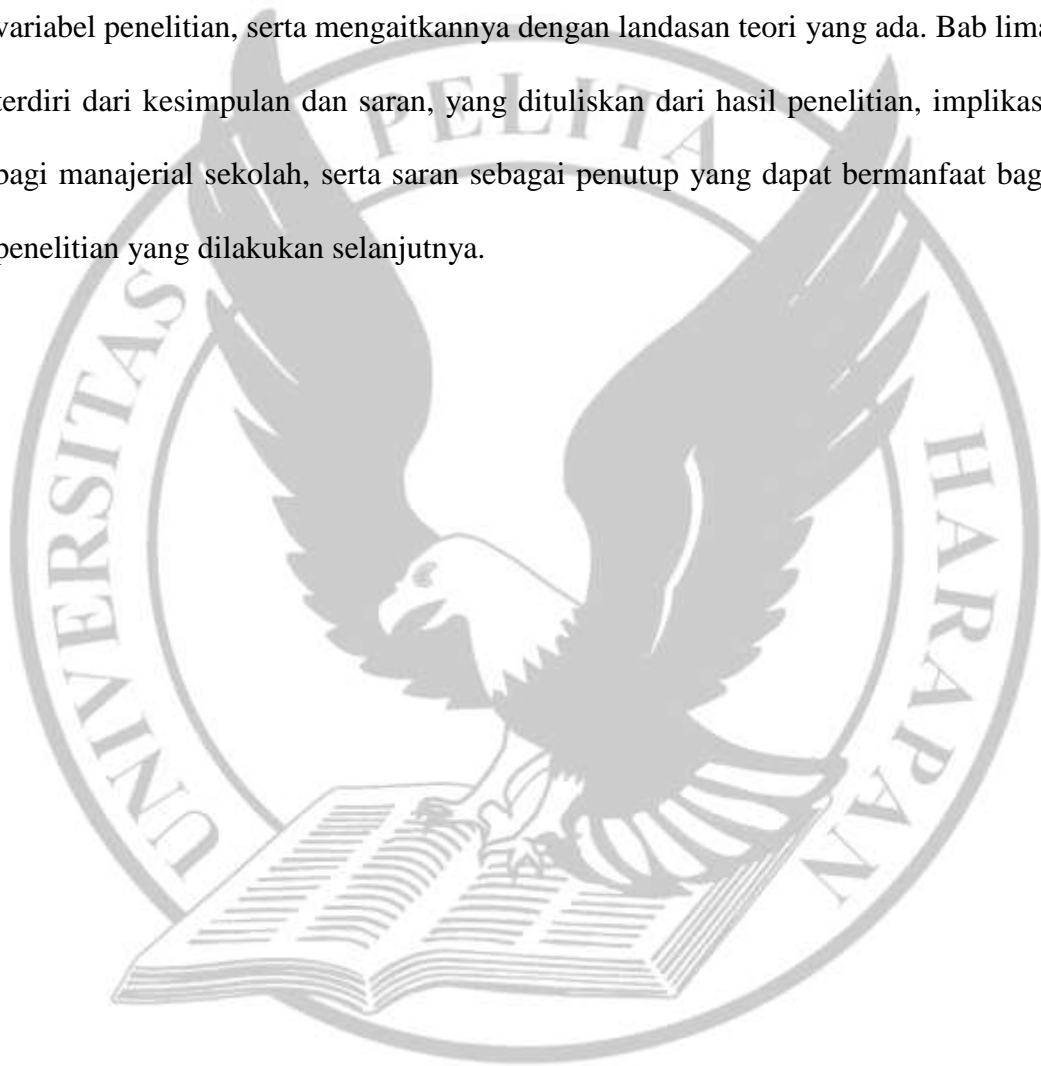 variabel penelitian, serta mengaitkannya dengan landasan teori yang ada. Bab lima
terdiri dari kesimpulan dan saran, yang dituliskan dari hasil penelitian, implikas
bagi manajerial sekolah, serta saran sebagai penutup yang dapat bermanfaat bag
penelitian yang dilakukan selanjutnya.
UNIVERSITAS
PELITA
HARAPAN